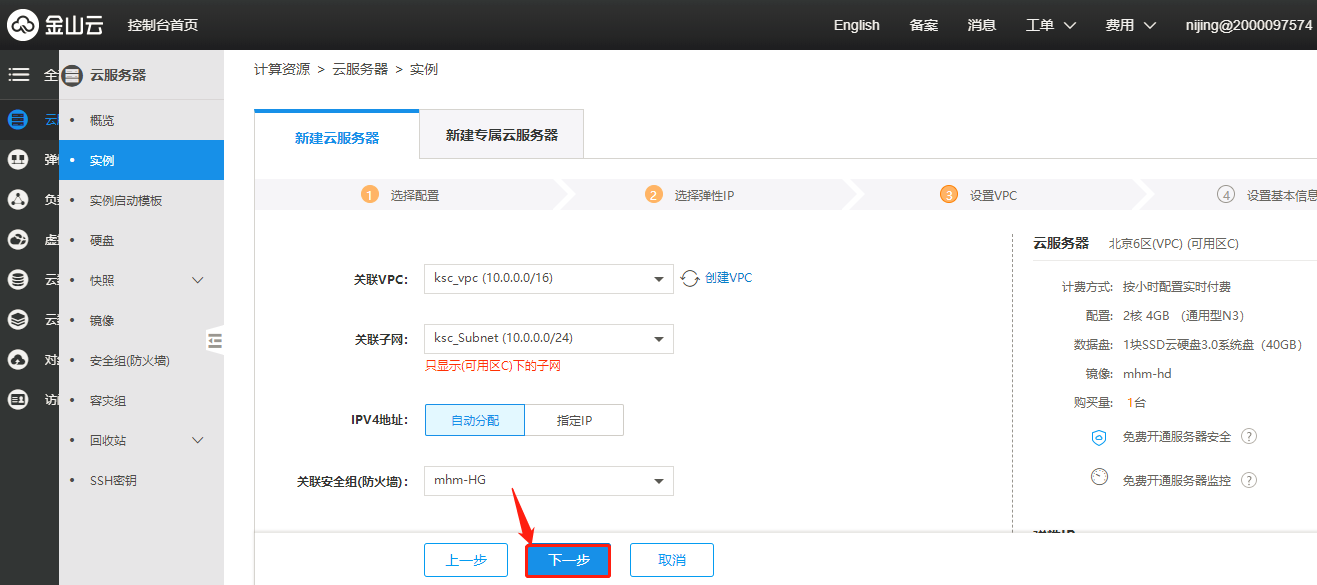 金山云 控制台首页 English 备案 消息 工单 费用 nijing@2000097574
全 云服务器
云
弹
负
虚
云
云
对
访
概览
实例
实例启动模板
硬盘
快照
镜像
安全组(防火墙)
容灾组
回收站
SSH密钥
计算资源 > 云服务器 > 实例
新建云服务器 新建专属云服务器
1 选择配置 2 选择弹性IP 3 设置VPC 4 设置基本信息
关联VPC： ksc_vpc (10.0.0.0/16) 创建VPC
关联子网： ksc_Subnet (10.0.0.0/24)
只显示(可用区C)下的子网
IPV4地址： 自动分配 指定IP
关联安全组(防火墙)： mhm-HG
上一步 下一步 取消
云服务器 北京6区(VPC) (可用区C)
计费方式: 按小时配置实时付费
配置: 2核 4GB （通用型N3）
数据盘: 1块SSD云硬盘3.0系统盘（40GB）
镜像: mhm-hd
购买量: 1台
免费开通服务器安全 ?
免费开通服务器监控 ?